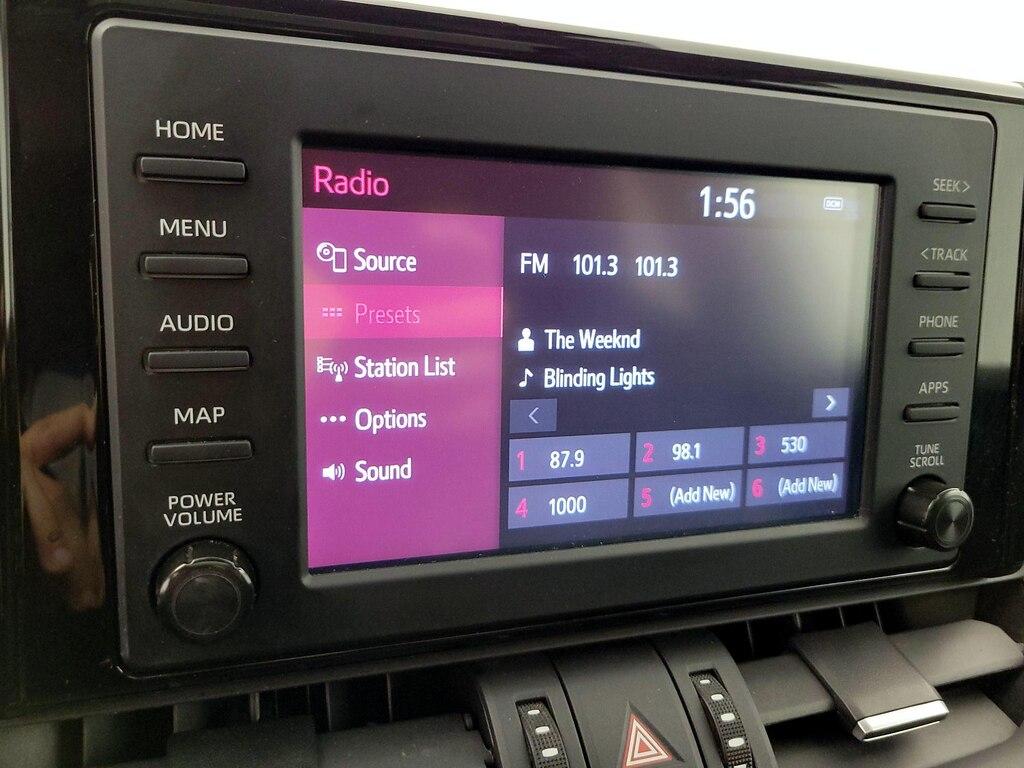 HOME
MENU
AUDIO
MAP
POWER
VOLUME
Radio
1:56
DCM
Source
Presets
Station List
Options
Sound
FM 101.3 101.3
The Weeknd
Blinding Lights
< >
1 87.9 2 98.1 3 530
4 1000 5 (Add New) 6 (Add New)
SEEK >
< TRACK
PHONE
APPS
TUNE
SCROLL